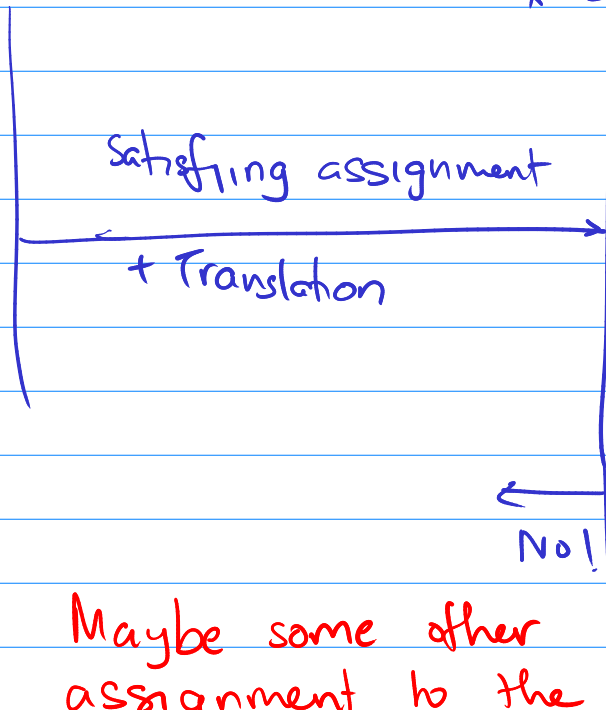 Satisfying assignment
+ Translation
No!
Maybe some other
assignment to the